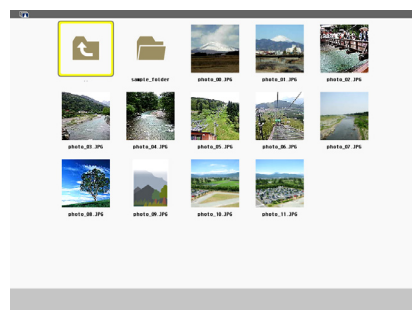 ..
sample_folder
photo_00.JPG
photo_01.JPG
photo_02.JPG
photo_03.JPG
photo_04.JPG
photo_05.JPG
photo_06.JPG
photo_07.JPG
photo_08.JPG
photo_09.JPG
photo_10.JPG
photo_11.JPG